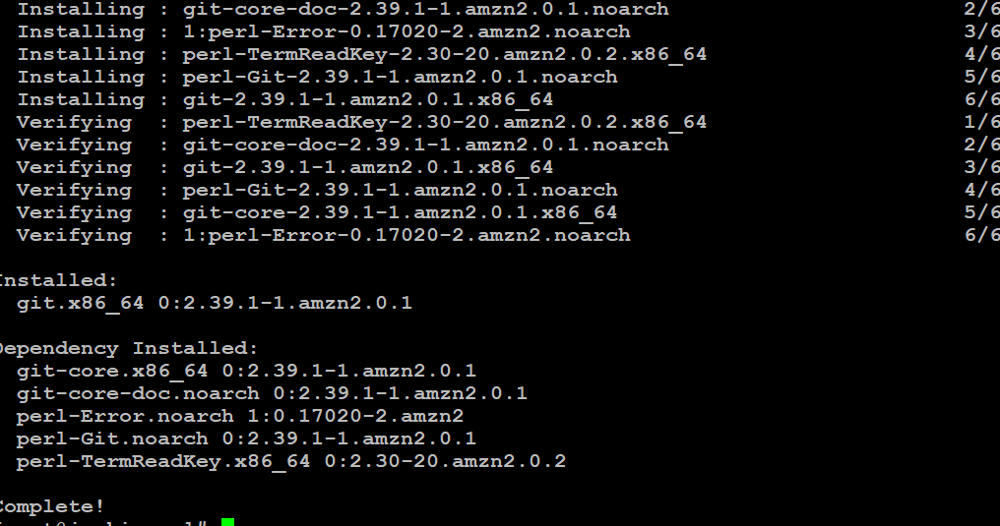 Installing : git-core-doc-2.39.1-1.amzn2.0.1.noarch 2/6
Installing : 1:perl-Error-0.17020-2.amzn2.noarch 3/6
Installing : perl-TermReadKey-2.30-20.amzn2.0.2.x86_64 4/6
Installing : perl-Git-2.39.1-1.amzn2.0.1.noarch 5/6
Installing : git-2.39.1-1.amzn2.0.1.x86_64 6/6
Verifying : perl-TermReadKey-2.30-20.amzn2.0.2.x86_64 1/6
Verifying : git-core-doc-2.39.1-1.amzn2.0.1.noarch 2/6
Verifying : git-2.39.1-1.amzn2.0.1.x86_64 3/6
Verifying : perl-Git-2.39.1-1.amzn2.0.1.noarch 4/6
Verifying : git-core-2.39.1-1.amzn2.0.1.x86_64 5/6
Verifying : 1:perl-Error-0.17020-2.amzn2.noarch 6/6
Installed:
git.x86_64 0:2.39.1-1.amzn2.0.1
Dependency Installed:
git-core.x86_64 0:2.39.1-1.amzn2.0.1
git-core-doc.noarch 0:2.39.1-1.amzn2.0.1
perl-Error.noarch 1:0.17020-2.amzn2
perl-Git.noarch 0:2.39.1-1.amzn2.0.1
perl-TermReadKey.x86_64 0:2.30-20.amzn2.0.2
Complete!